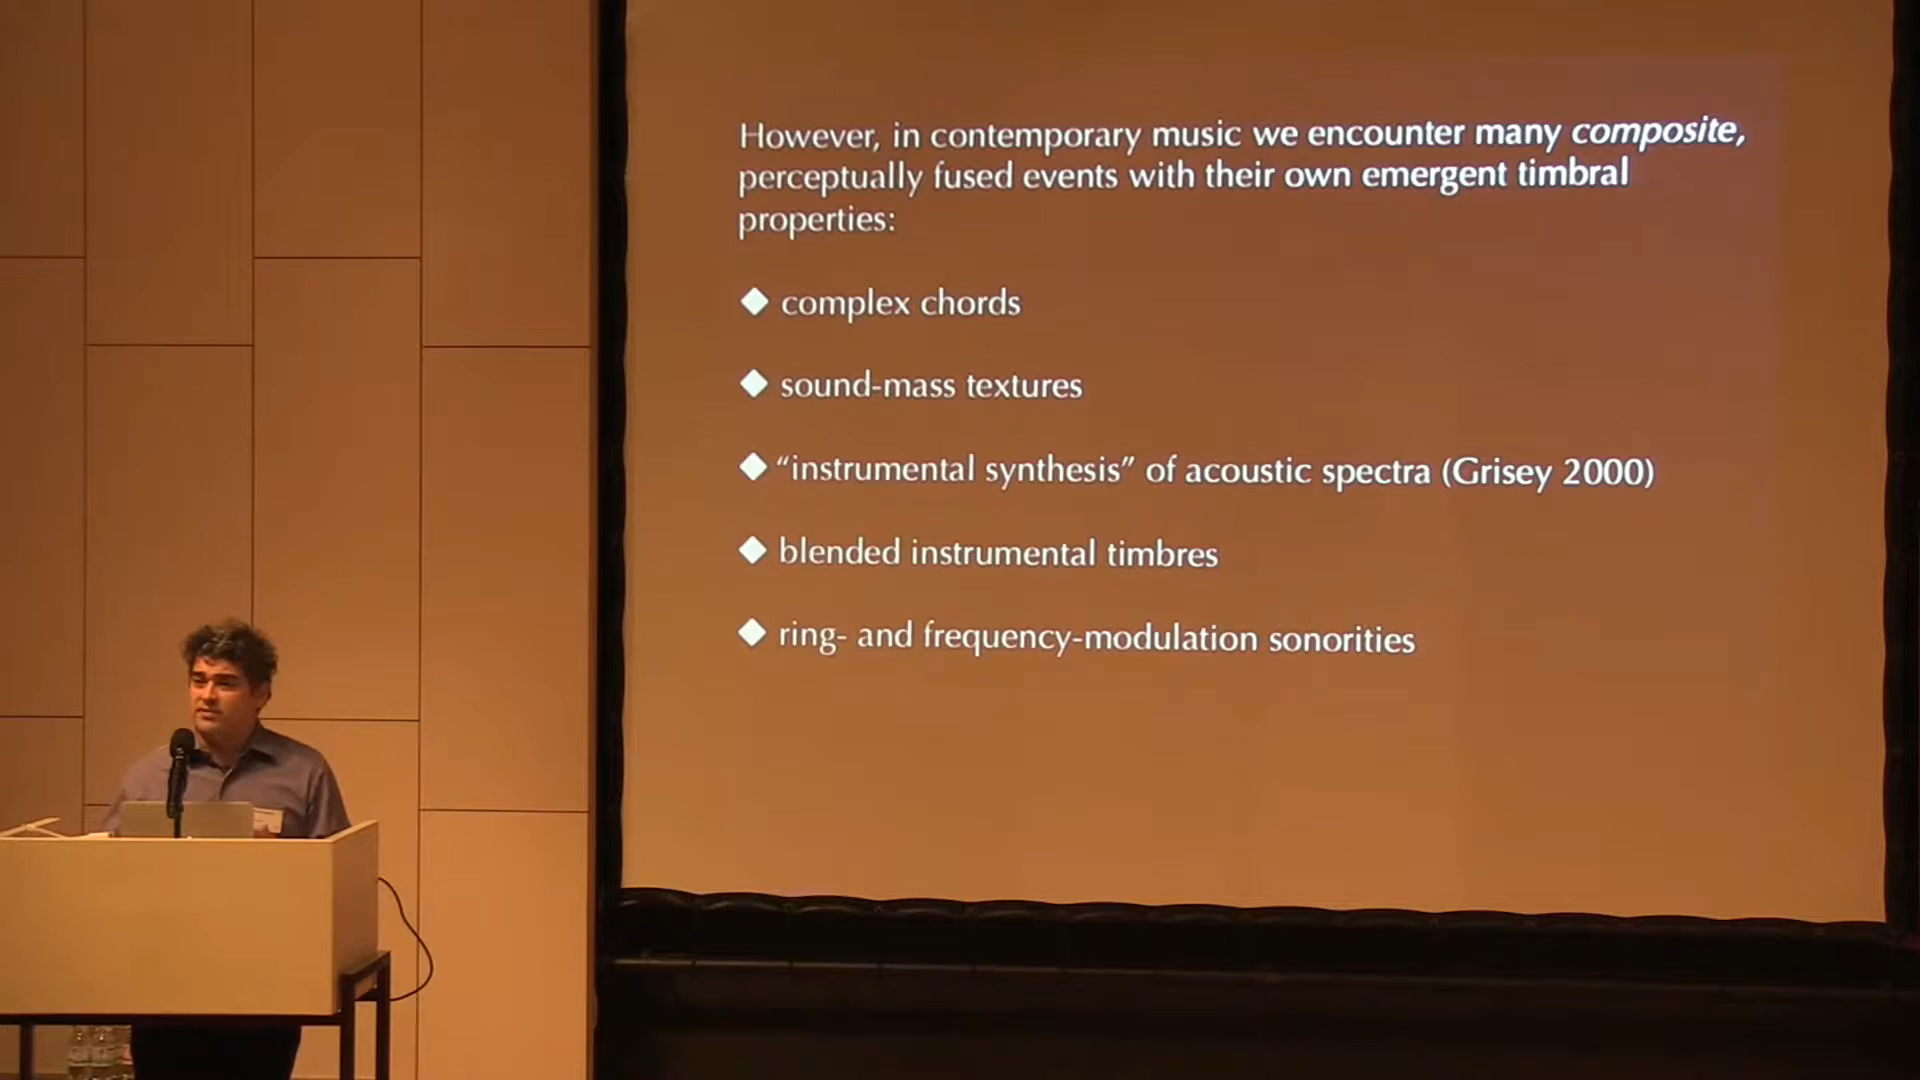 However, in contemporary music we encounter many composite,
perceptually fused events with their own emergent timbral
properties:
◆ complex chords
◆ sound-mass textures
◆ “instrumental synthesis” of acoustic spectra (Grisey 2000)
◆ blended instrumental timbres
◆ ring- and frequency-modulation sonorities